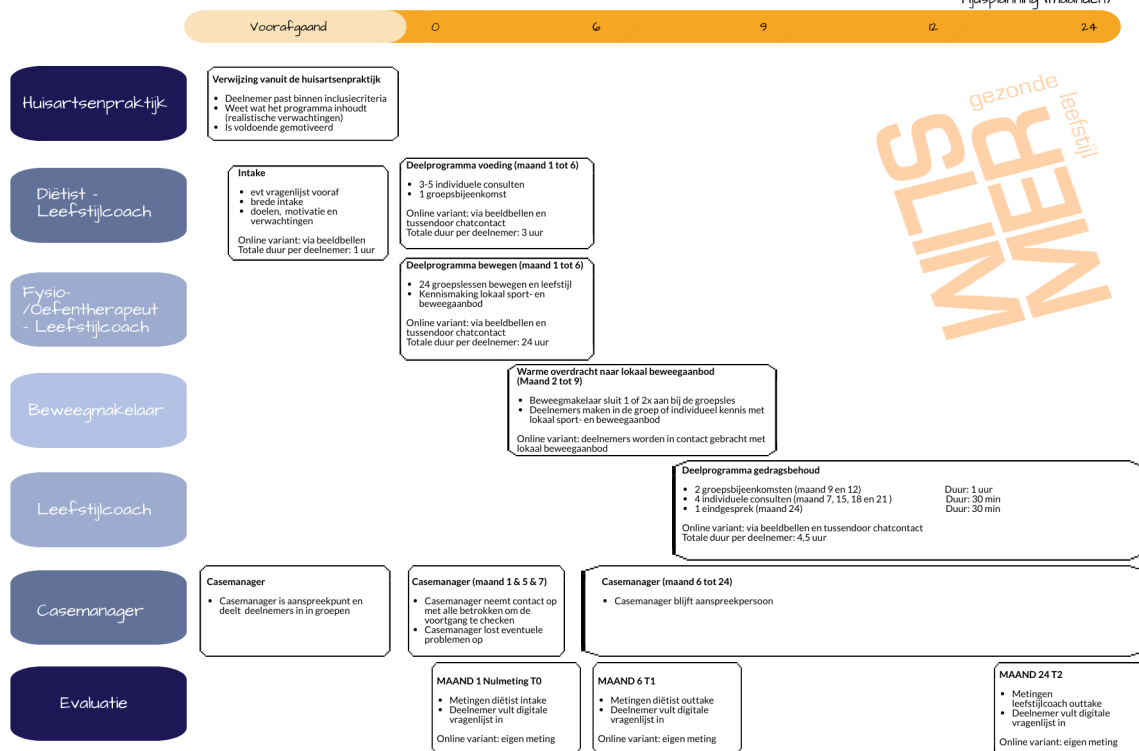 Tijdsplanning (maanden)
Voorafgaand
0
6
9
12
24
Huisartsenpraktijk
Verwijzing vanuit de huisartsenpraktijk
• Deelnemer past binnen inclusiecriteria
• Weet wat het programma inhoudt
(realistische verwachtingen)
• Is voldoende gemotiveerd
gezonde
leefstijl
SLIMMER
Diëtist -
Leefstijlcoach
Intake
• evt vragenlijst vooraf
• brede intake
• doelen, motivatie en
verwachtingen
Online variant: via beeldbellen
Totale duur per deelnemer: 1 uur
Deelprogramma voeding (maand 1 tot 6)
• 3-5 individuele consulten
• 1 groepsbijeenkomst
Online variant: via beeldbellen en
tussendoor chatcontact
Totale duur per deelnemer: 3 uur
Fysio-
/Oefentherapeut
- Leefstijlcoach
Deelprogramma bewegen (maand 1 tot 6)
• 24 groepslessen bewegen en leefstijl
• Kennismaking lokaal sport- en
beweegaanbod
Online variant: via beeldbellen en
tussendoor chatcontact
Totale duur per deelnemer: 24 uur
Beweegmakelaar
Warme overdracht naar lokaal beweegaanbod
(Maand 2 tot 9)
• Beweegmakelaar sluit 1 of 2x aan bij de groepsles
• Deelnemers maken in de groep of individueel kennis met
lokaal sport- en beweegaanbod
Online variant: deelnemers worden in contact gebracht met
lokaal beweegaanbod
Leefstijlcoach
Deelprogramma gedragsbehoud
• 2 groepsbijeenkomsten (maand 9 en 12) Duur: 1 uur
• 4 individuele consulten (maand 7, 15, 18 en 21 ) Duur: 30 min
• 1 eindgesprek (maand 24) Duur: 30 min
Online variant: via beeldbellen en tussendoor chatcontact
Totale duur per deelnemer: 4,5 uur
Casemanager
Casemanager
• Casemanager is aanspreekpunt en
deelt deelnemers in in groepen
Casemanager (maand 1 & 5 & 7)
• Casemanager neemt contact op
met alle betrokken om de
voortgang te checken
• Casemanager lost eventuele
problemen op
Casemanager (maand 6 tot 24)
• Casemanager blijft aanspreekpersoon
Evaluatie
MAAND 1 Nulmeting T0
• Metingen diëtist intake
• Deelnemer vult digitale
vragenlijst in
Online variant: eigen meting
MAAND 6 T1
• Metingen diëtist outtake
• Deelnemer vult digitale
vragenlijst in
Online variant: eigen meting
MAAND 24 T2
• Metingen
leefstijlcoach outtake
• Deelnemer vult digitale
vragenlijst in
Online variant: eigen meting